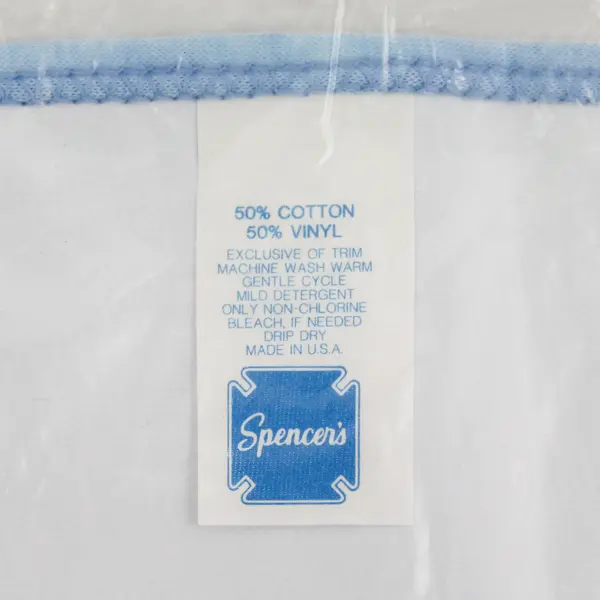 50% COTTON
50% VINYL
EXCLUSIVE OF TRIM
MACHINE WASH WARM
GENTLE CYCLE
MILD DETERGENT
ONLY NON-CHLORINE
BLEACH, IF NEEDED
DRIP DRY
MADE IN U.S.A.
Spencer's